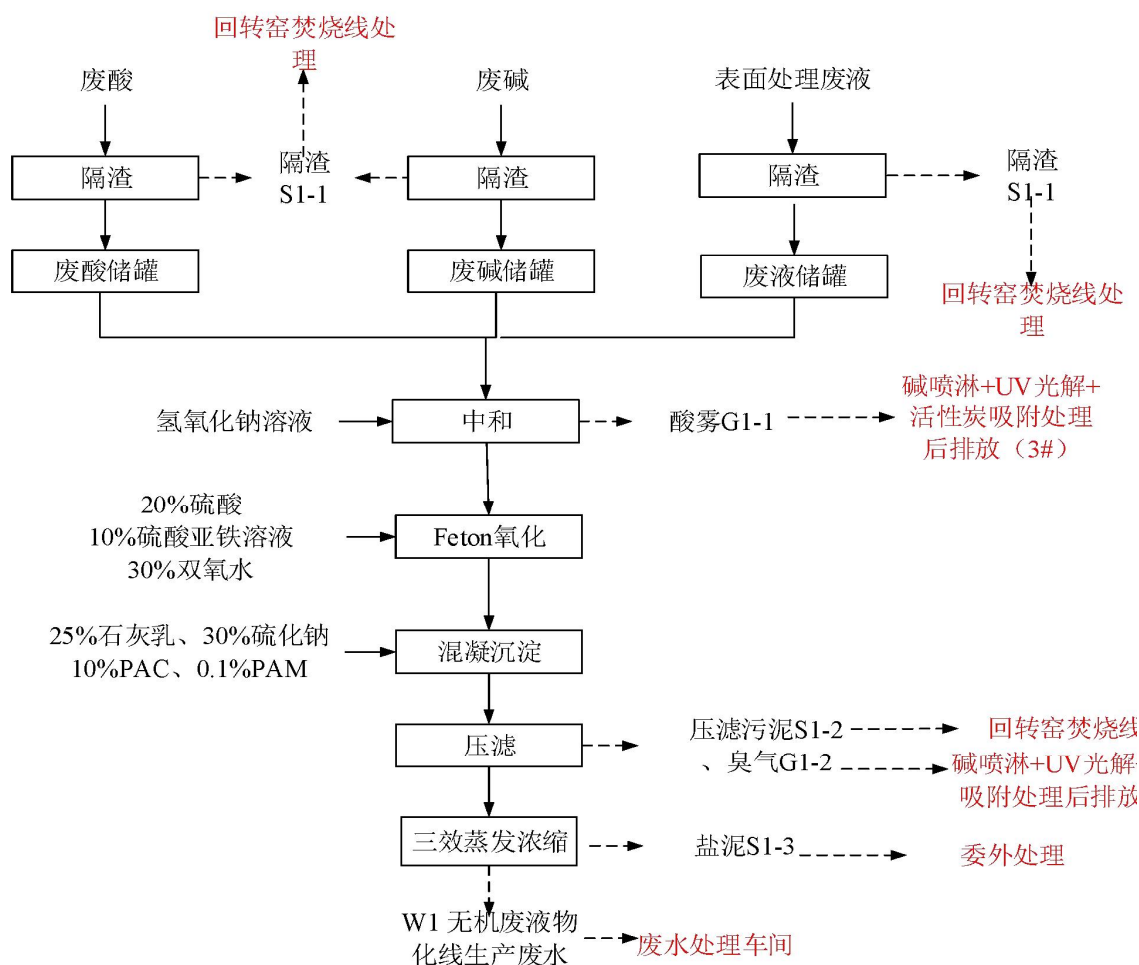 回转窑焚烧线处
理
废酸
废碱
表面处理废液
隔渣
隔渣
S1-1
隔渣
隔渣
隔渣
S1-1
废酸储罐
废碱储罐
废液储罐
回转窑焚烧线处
理
氢氧化钠溶液
中和
酸雾G1-1
碱喷淋+UV光解+
活性炭吸附处理
后排放（3#）
20%硫酸
10%硫酸亚铁溶液
30%双氧水
Feton氧化
25%石灰乳、30%硫化钠
10%PAC、0.1%PAM
混凝沉淀
压滤
压滤污泥S1-2
、臭气G1-2
回转窑焚烧线
碱喷淋+UV光解+
吸附处理后排放
三效蒸发浓缩
盐泥S1-3
委外处理
W1 无机废液物
化线生产废水
废水处理车间